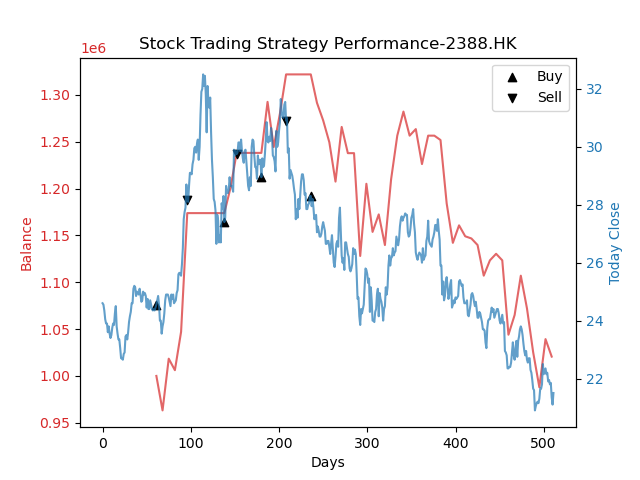 Stock Trading Strategy Performance-2388.HK
1e6
Buy
Sell
1.30
1.25
1.20
1.15
1.10
1.05
1.00
0.95
Balance
32
30
28
26
24
22
Today Close
0 100 200 300 400 500
Days